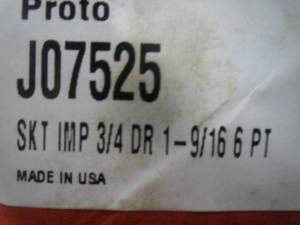 Proto
J07525
SKT IMP 3/4 DR 1-9/16 6 PT
MADE IN USA